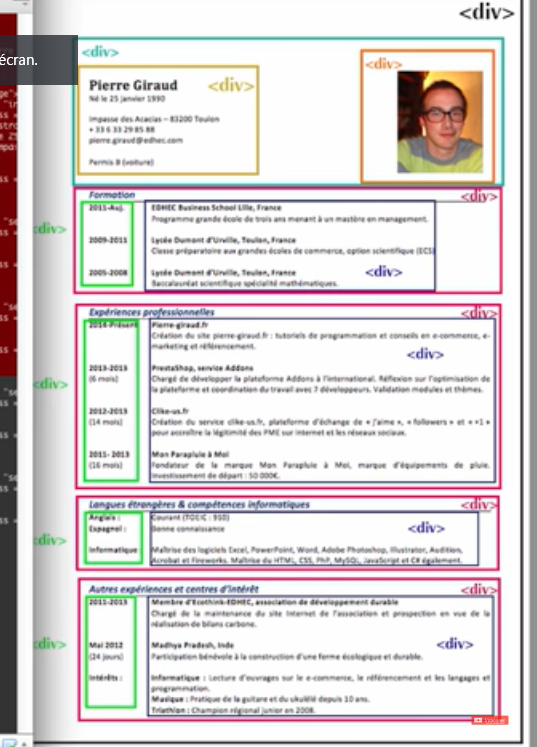 <div>
écran.
<div>
<div>
Pierre Giraud
<div>
Né le 25 janvier 1990
Impasse des Acacias – 83200 Toulon
+ 33 6 33 29 85 88
pierre.giraud@edhec.com
Permis B (voiture)
Formation
<div>
2011-Auj.
EDHEC Business School Lille, France
Programme grande école de trois ans menant à un mastère en management.
<div>
2009-2011
Lycée Dumont d'Urville, Toulon, France
Classe préparatoire aux grandes écoles de commerce, option scientifique (ECS)
2005-2008
Lycée Dumont d'Urville, Toulon, France
<div>
Baccalauréat scientifique spécialité mathématiques.
Expériences professionnelles
<div>
2014-Présent
Pierre-giraud.fr
Création du site pierre-giraud.fr : tutoriels de programmation et conseils en e-commerce, e-
marketing et référencement.
<div>
2013-2013
PrestaShop, service Addons
(6 mois)
Chargé de développer la plateforme Addons à l'international. Réflexion sur l'optimisation de
<div>
la plateforme et coordination du travail avec 7 développeurs. Validation modules et thèmes.
2012-2013
Clike-us.fr
(14 mois)
Création du service clike-us.fr, plateforme d'échange de « j'aime », « followers » et « +1 »
pour accroître la légitimité des PME sur internet et les réseaux sociaux.
2011- 2013
Mon Parapluie à Moi
(16 mois)
Fondateur de la marque Mon Parapluie à Moi, marque d'équipements de pluie.
Investissement de départ : 50 000€.
Langues étrangères & compétences informatiques
<div>
Anglais :
Courant (TOEIC : 910)
Espagnol :
Bonne connaissance
<div>
<div>
Informatique
Maîtrise des logiciels Excel, PowerPoint, Word, Adobe Photoshop, Illustrator, Audition,
Acrobat et Fireworks. Maîtrise du HTML, CSS, PhP, MySQL, JavaScript et C# également.
Autres expériences et centres d'intérêt
<div>
2011-2013
Membre d'Ecothink-EDHEC, association de développement durable
Chargé de la maintenance du site Internet de l'association et prospection en vue de la
réalisation de bilans carbone.
<div>
Mai 2012
Madhya Pradesh, Inde
<div>
(24 jours)
Participation bénévole à la construction d'une ferme écologique et durable.
Intérêts :
Informatique : Lecture d'ouvrages sur le e-commerce, le référencement et les langages et
programmation.
Musique : Pratique de la guitare et du ukulélé depuis 10 ans.
Triathlon : Champion régional junior en 2008.